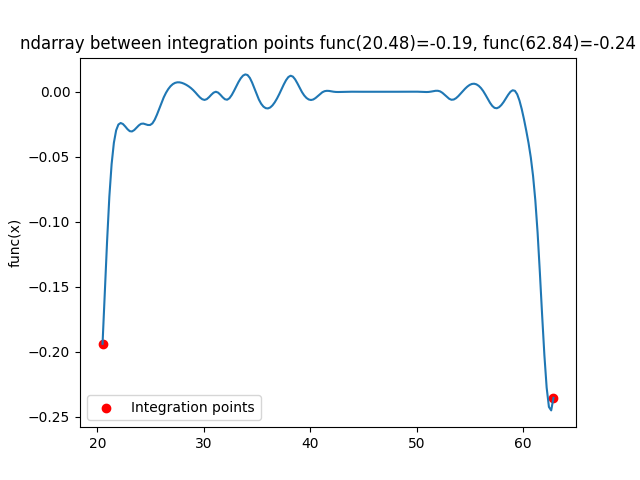 ndarray between integration points func(20.48)=-0.19, func(62.84)=-0.24
0.00
−0.05
−0.10
−0.15
−0.20
−0.25
func(x)
Integration points
20 30 40 50 60